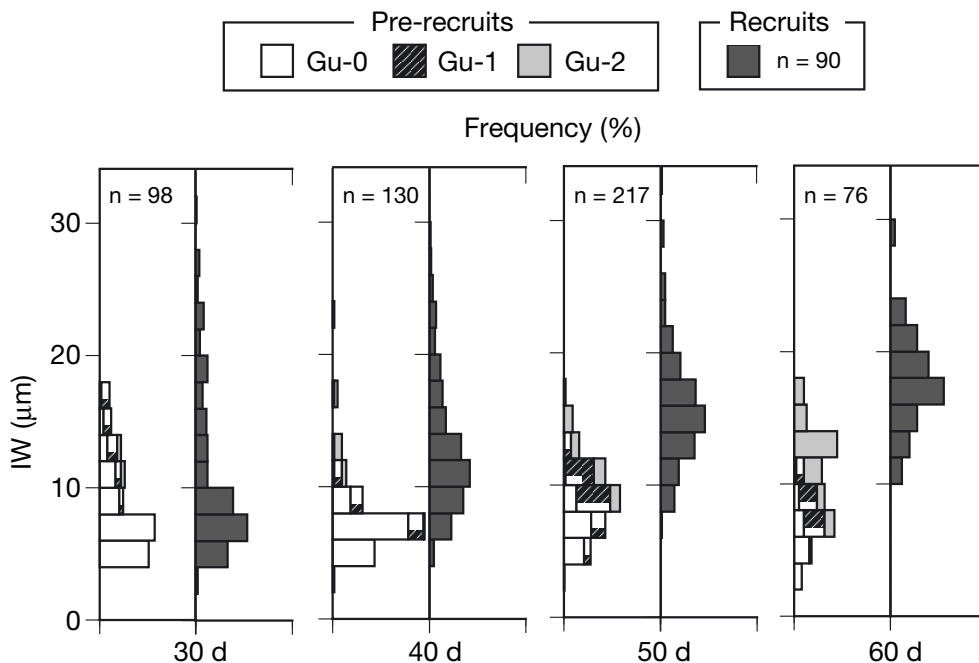 Pre-recruits
Recruits
Gu-0 Gu-1 Gu-2
n = 90
Frequency (%)
n = 98 n = 130 n = 217 n = 76
30
20
IW (μm)
10
0
30 d 40 d 50 d 60 d